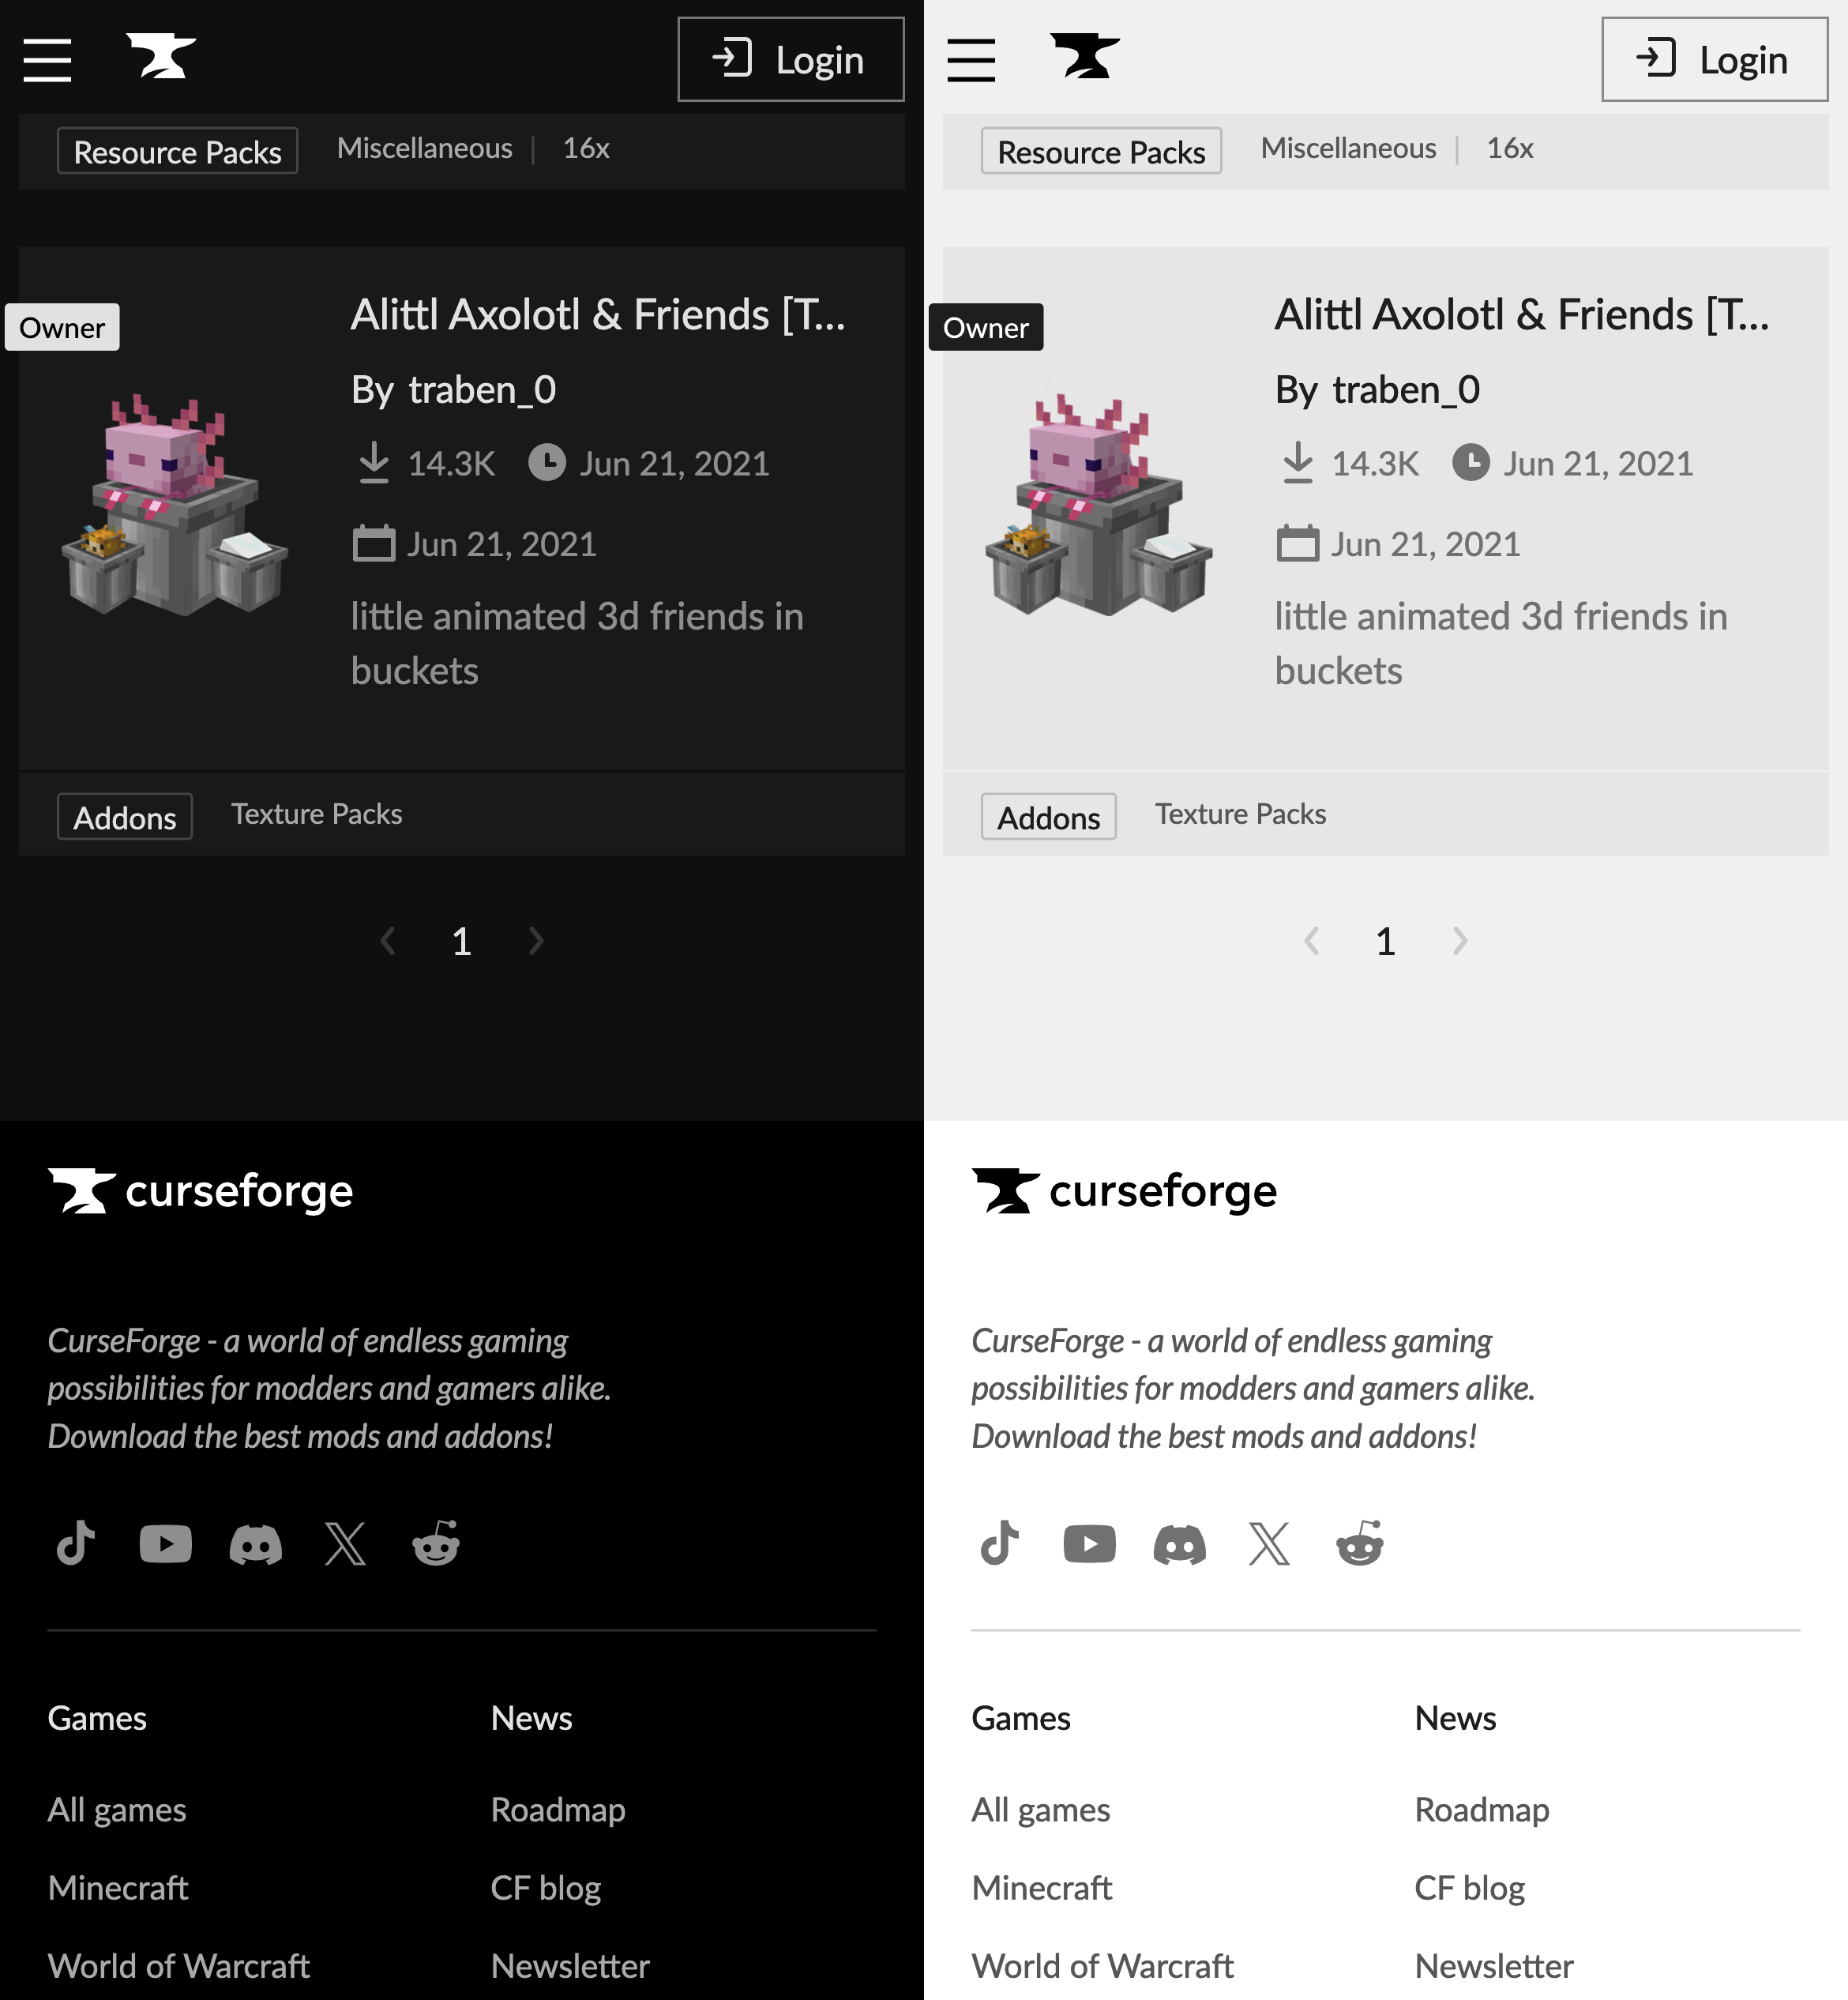 Login
Resource Packs Miscellaneous | 16x
Owner
Alittl Axolotl & Friends [T...
By traben_0
14.3K Jun 21, 2021
Jun 21, 2021
little animated 3d friends in
buckets
Addons Texture Packs
1
curseforge
CurseForge - a world of endless gaming
possibilities for modders and gamers alike.
Download the best mods and addons!
Games News
All games Roadmap
Minecraft CF blog
World of Warcraft Newsletter
Login
Resource Packs Miscellaneous | 16x
Owner
Alittl Axolotl & Friends [T...
By traben_0
14.3K Jun 21, 2021
Jun 21, 2021
little animated 3d friends in
buckets
Addons Texture Packs
1
curseforge
CurseForge - a world of endless gaming
possibilities for modders and gamers alike.
Download the best mods and addons!
Games News
All games Roadmap
Minecraft CF blog
World of Warcraft Newsletter